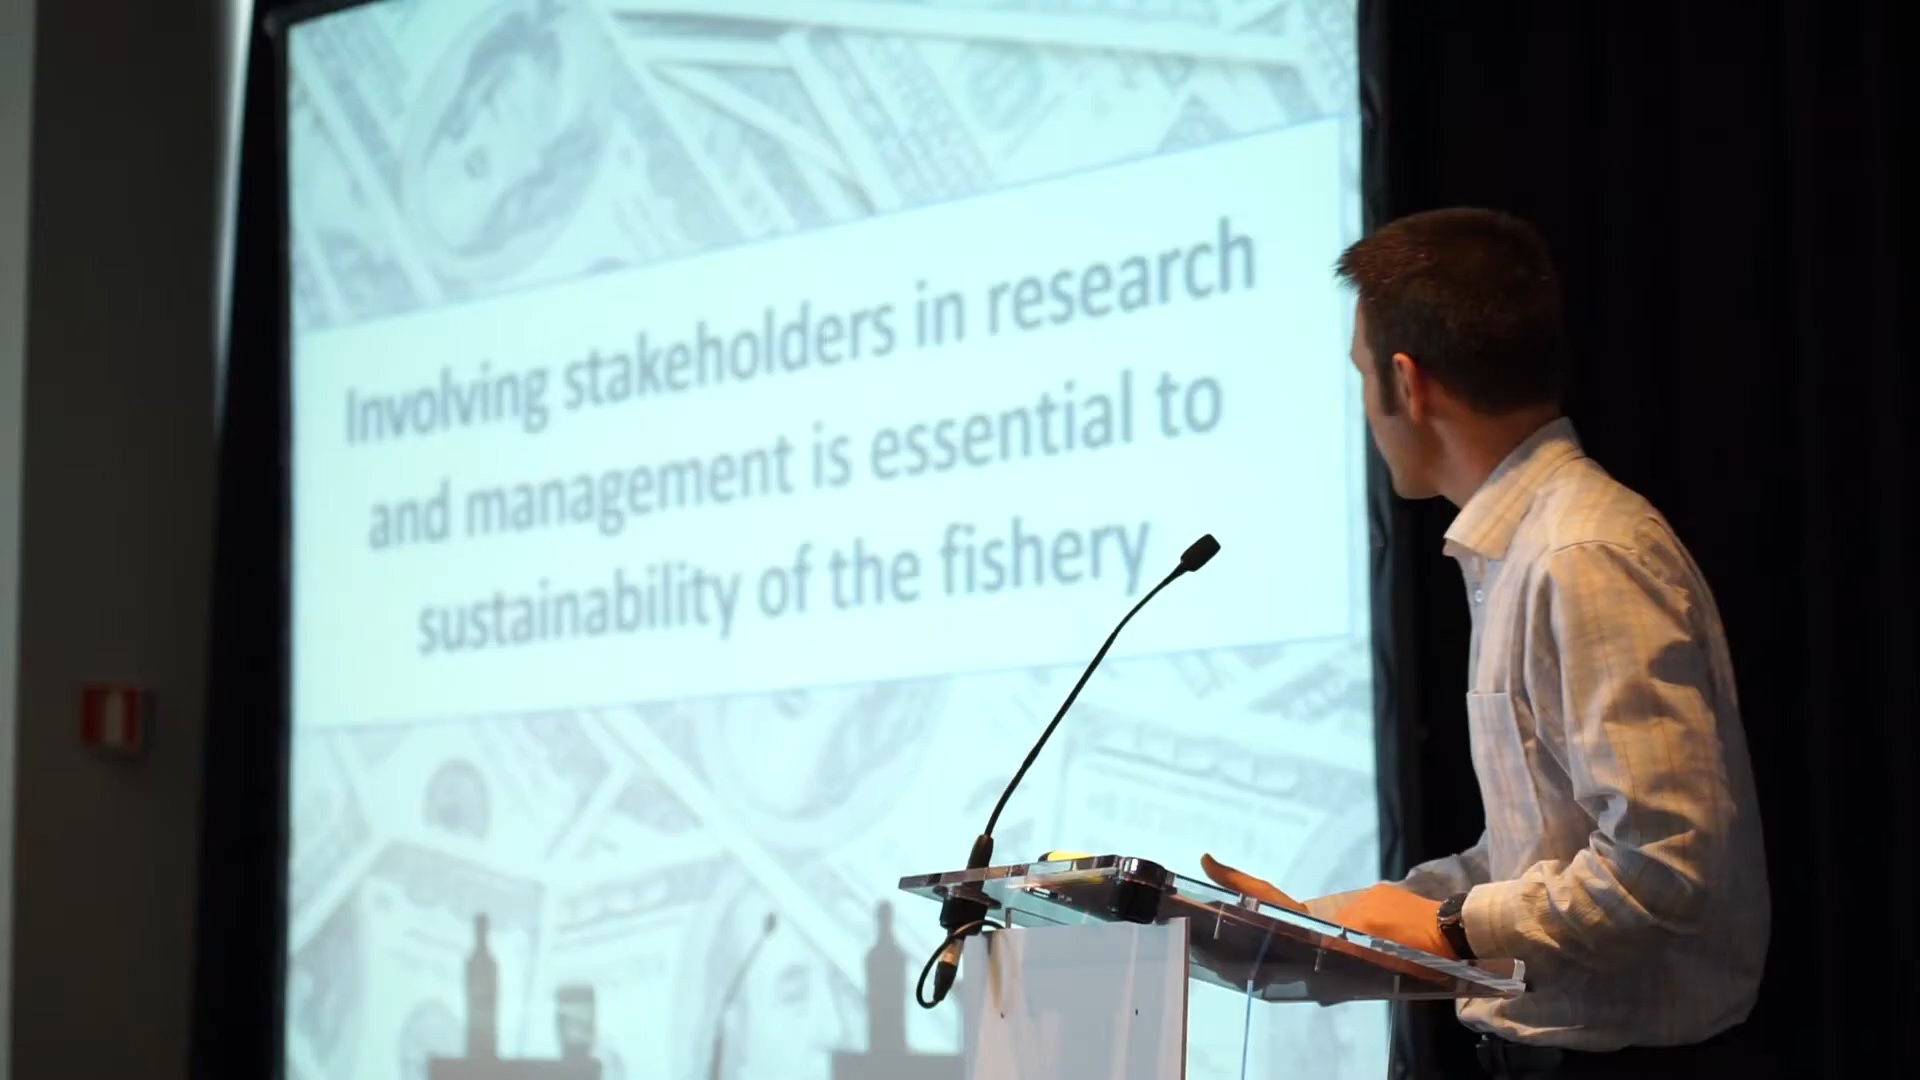 Involving stakeholders in research
and management is essential to
sustainability of the fishery